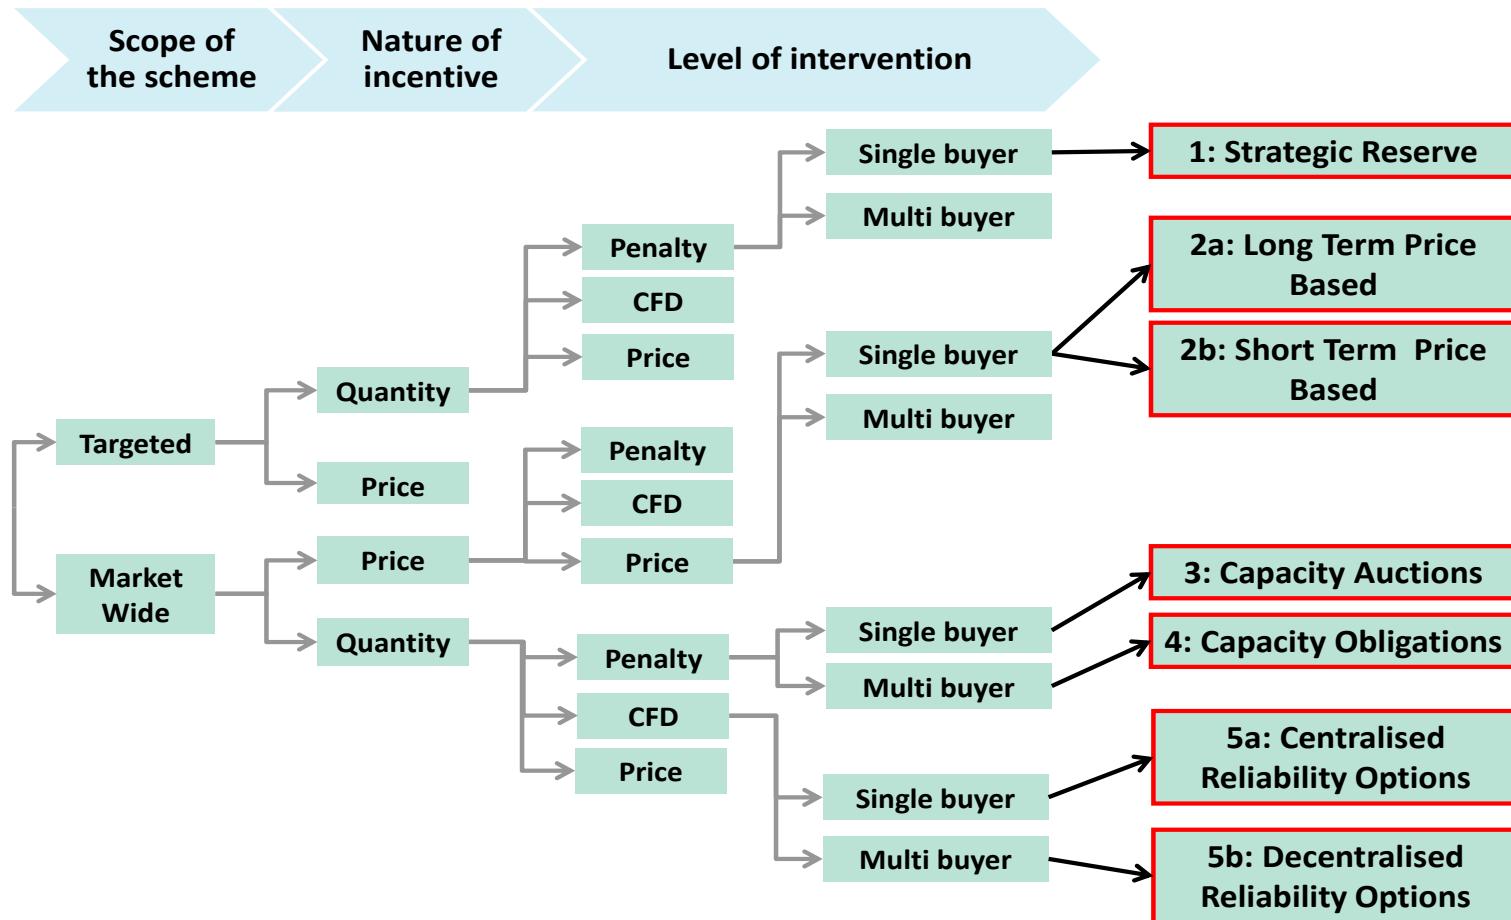 Scope of
the scheme
Nature of
incentive
Level of intervention
Single buyer
1: Strategic Reserve
Multi buyer
Penalty
2a: Long Term Price
Based
CFD
Price
Single buyer
2b: Short Term  Price
Based
Quantity
Multi buyer
Targeted
Penalty
Price
CFD
Price
Price
Market
Wide
3: Capacity Auctions
Single buyer
Quantity
Penalty
4: Capacity Obligations
Multi buyer
CFD
Price
5a: Centralised
Reliability Options
Single buyer
Multi buyer
5b: Decentralised
Reliability Options